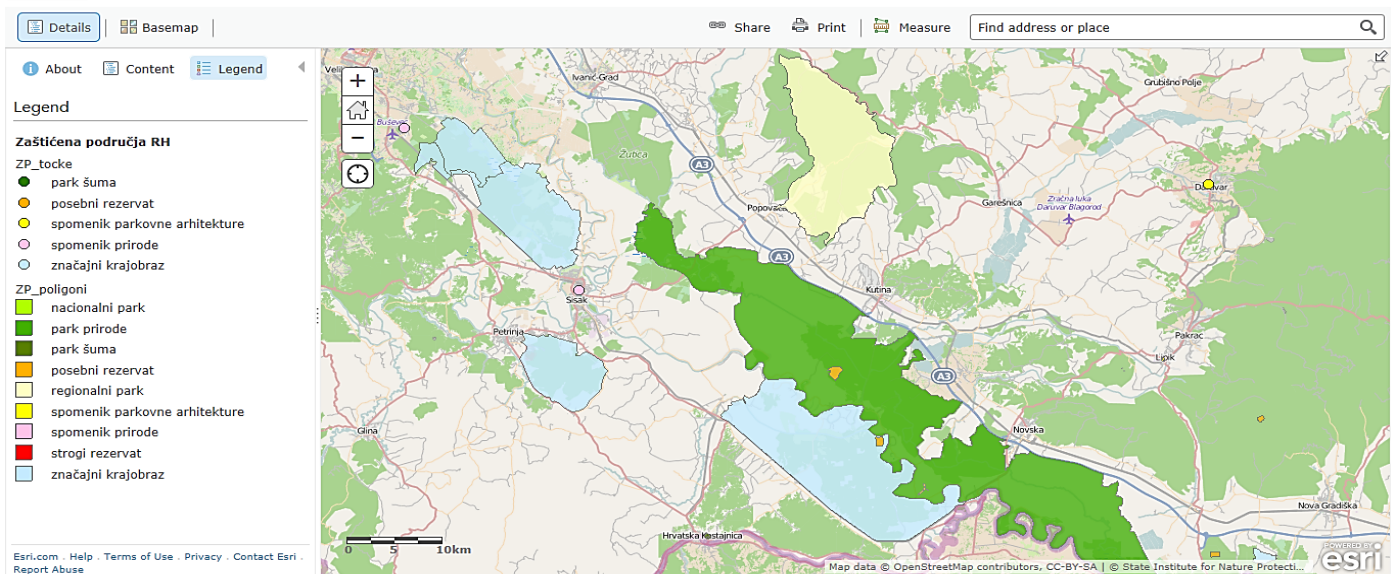 Details
Basemap
Share
Print
Measure
Find address or place
About
Content
Legend
Legend
Zaštićena područja RH
ZP_tocke
park šuma
posebni rezervat
spomenik parkovne arhitekture
spomenik prirode
značajni krajobraz
ZP_poligoni
nacionalni park
park prirode
park šuma
posebni rezervat
regionalni park
spomenik parkovne arhitekture
spomenik prirode
strogi rezervat
značajni krajobraz
Esri.com . Help . Terms of Use . Privacy . Contact Esri .
Report Abuse
+
−
Ivanić-Grad
Grubišno Polje
Buševec
Žutica
A3
Daruvar
Garešnica
Zračna luka
Daruvar Blagorod
A3
Kutina
Sisak
Petrinja
Pakrac
Lipik
A3
Glina
Novska
Nova Gradiška
Hrvatska Kostajnica
0 5 10km
Map data © OpenStreetMap contributors, CC-BY-SA | © State Institute for Nature Protecti...
POWERED BY
esri